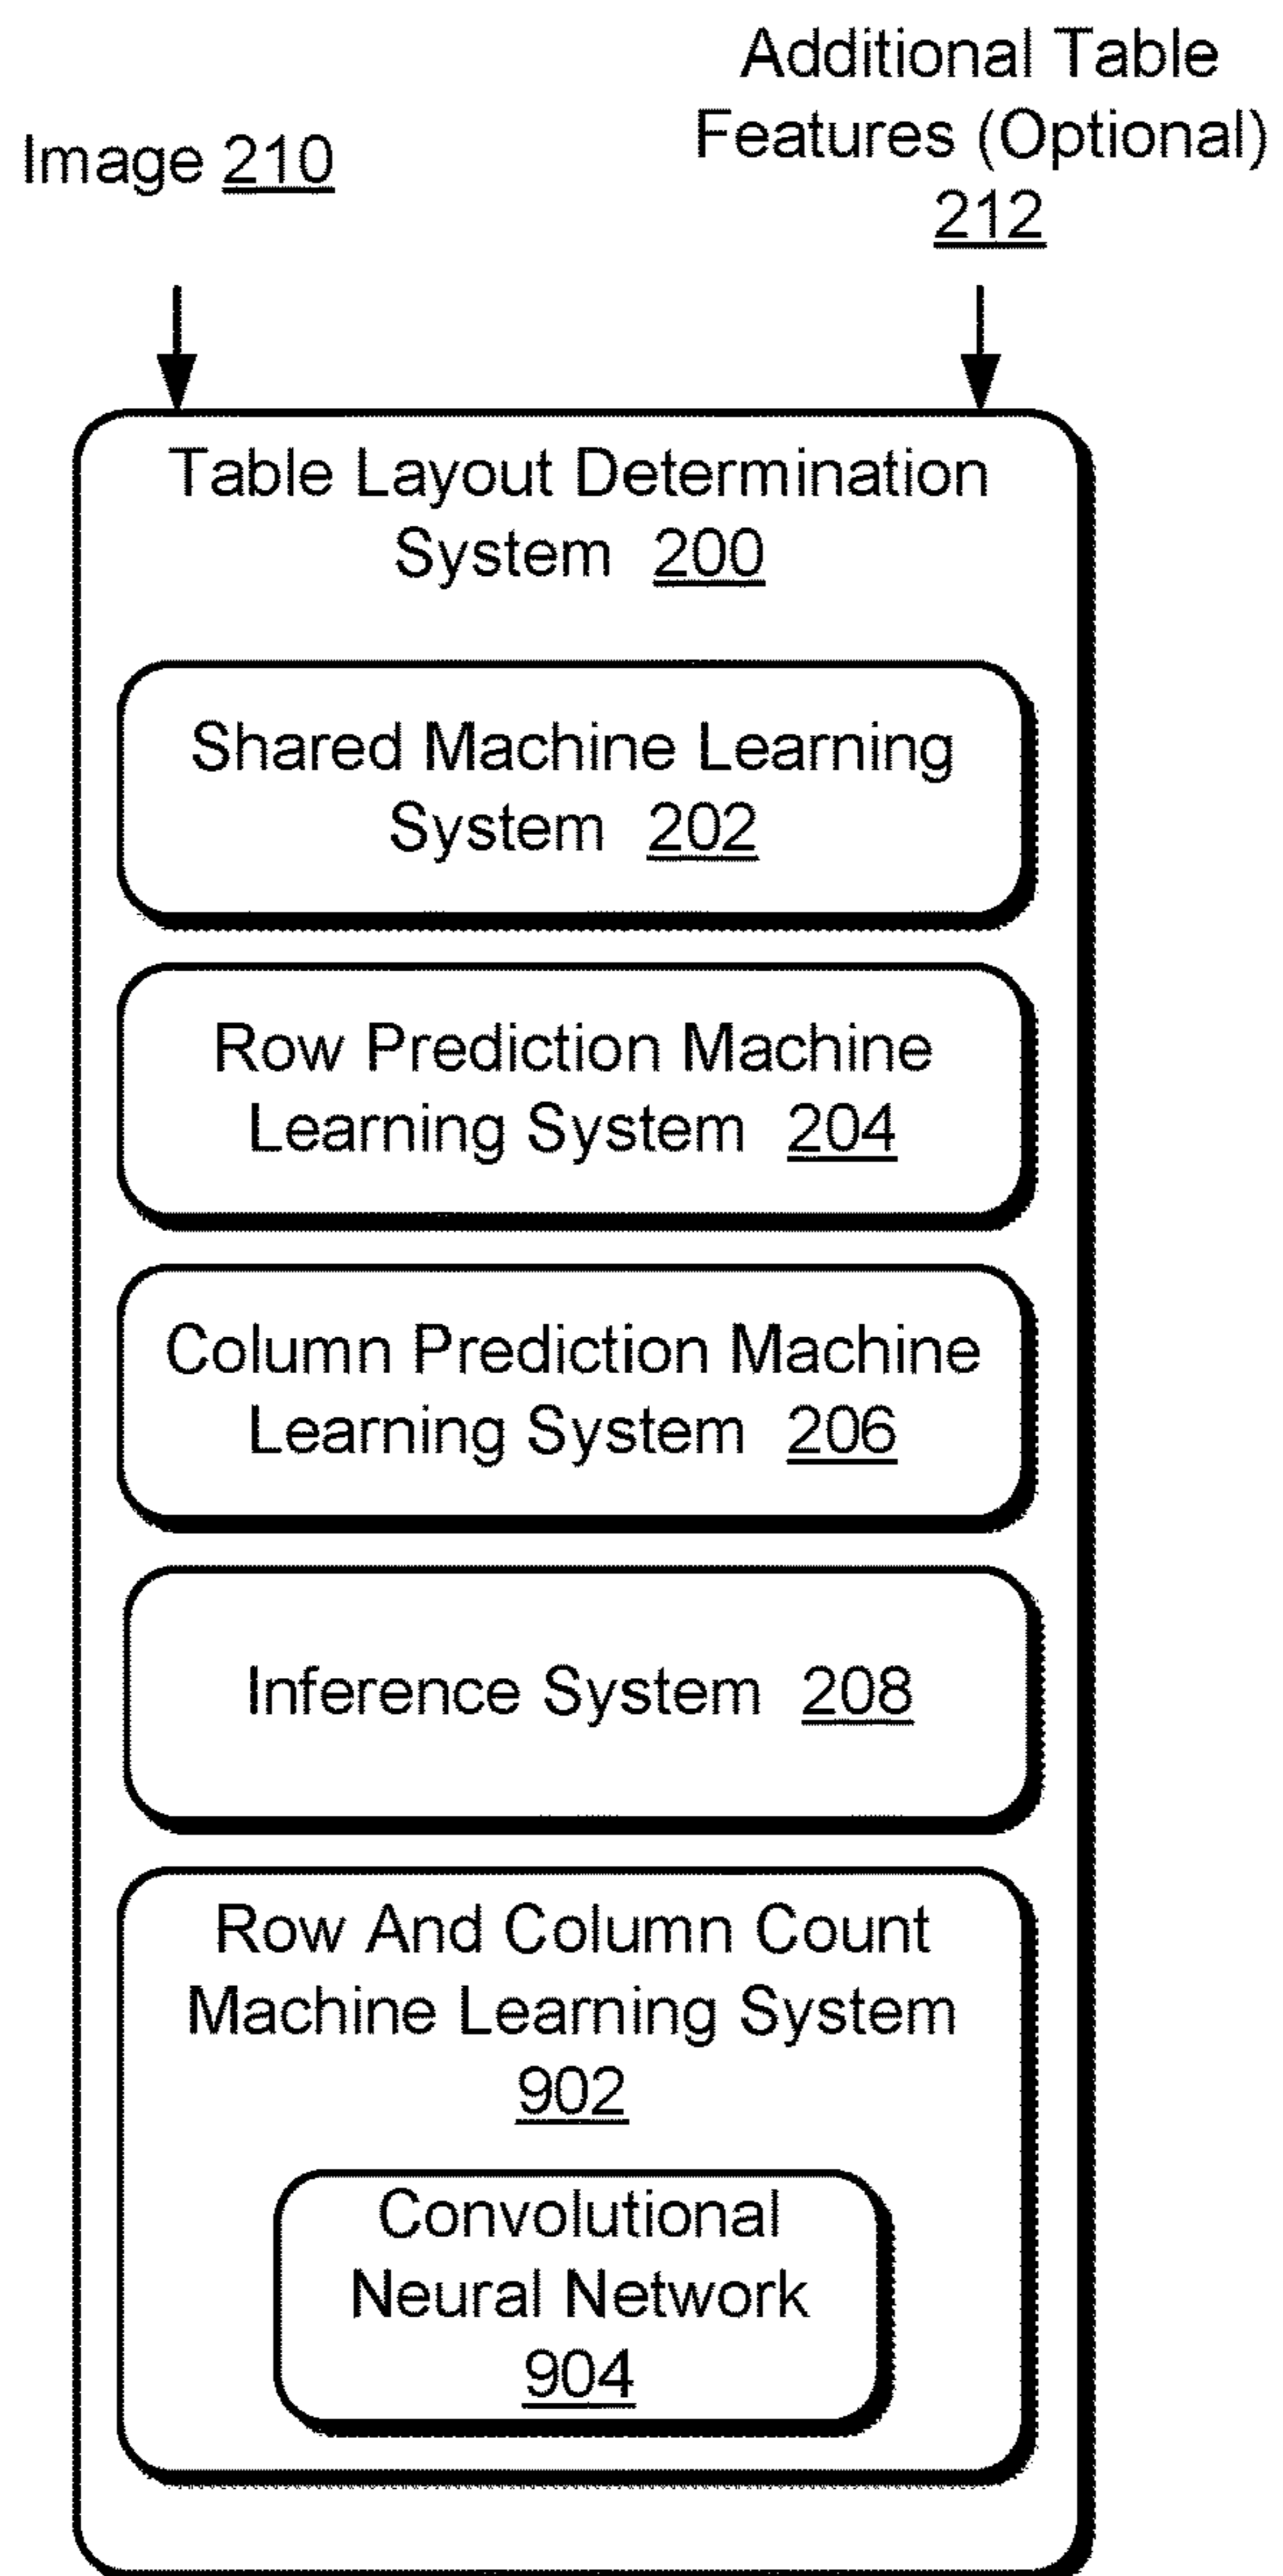 Additional Table
Features (Optional)
212
Image 210
Table Layout Determination
System 200
Shared Machine Learning
System 202
Row Prediction Machine
Learning System 204
Column Prediction Machine
Learning System 206
Inference System 208
Row And Column Count
Machine Learning System
902
Convolutional
Neural Network
904